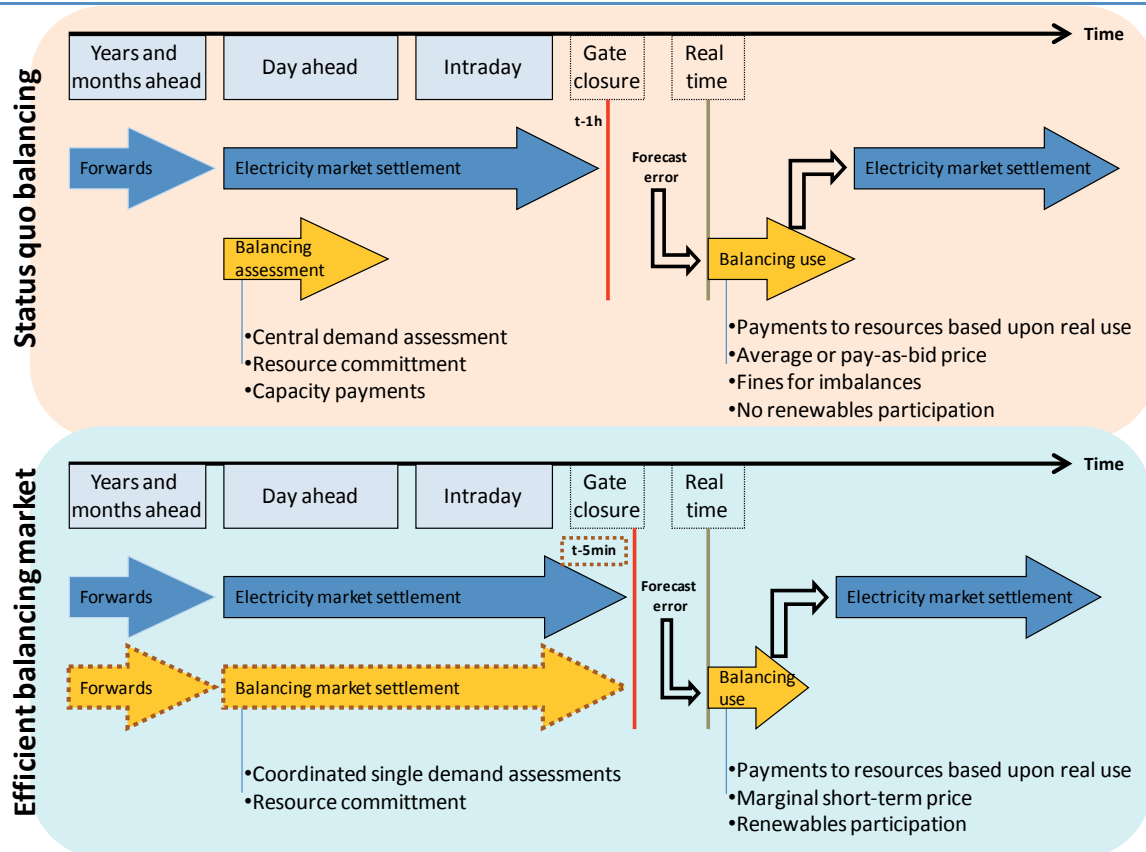 Status quo balancing
Time
Years and
months ahead
Day ahead
Intraday
Gate
closure
Real
time
t-1h
Forwards
Electricity market settlement
Forecast
error
Electricity market settlement
Balancing
assessment
Balancing use
•Central demand assessment
•Resource committment
•Capacity payments
•Payments to resources based upon real use
•Average or pay-as-bid price
•Fines for imbalances
•No renewables participation
Efficient balancing market
Time
Years and
months ahead
Day ahead
Intraday
Gate
closure
Real
time
t-5min
Forwards
Electricity market settlement
Forecast
error
Electricity market settlement
Forwards
Balancing market settlement
Balancing
use
•Coordinated single demand assessments
•Resource committment
•Payments to resources based upon real use
•Marginal short-term price
•Renewables participation